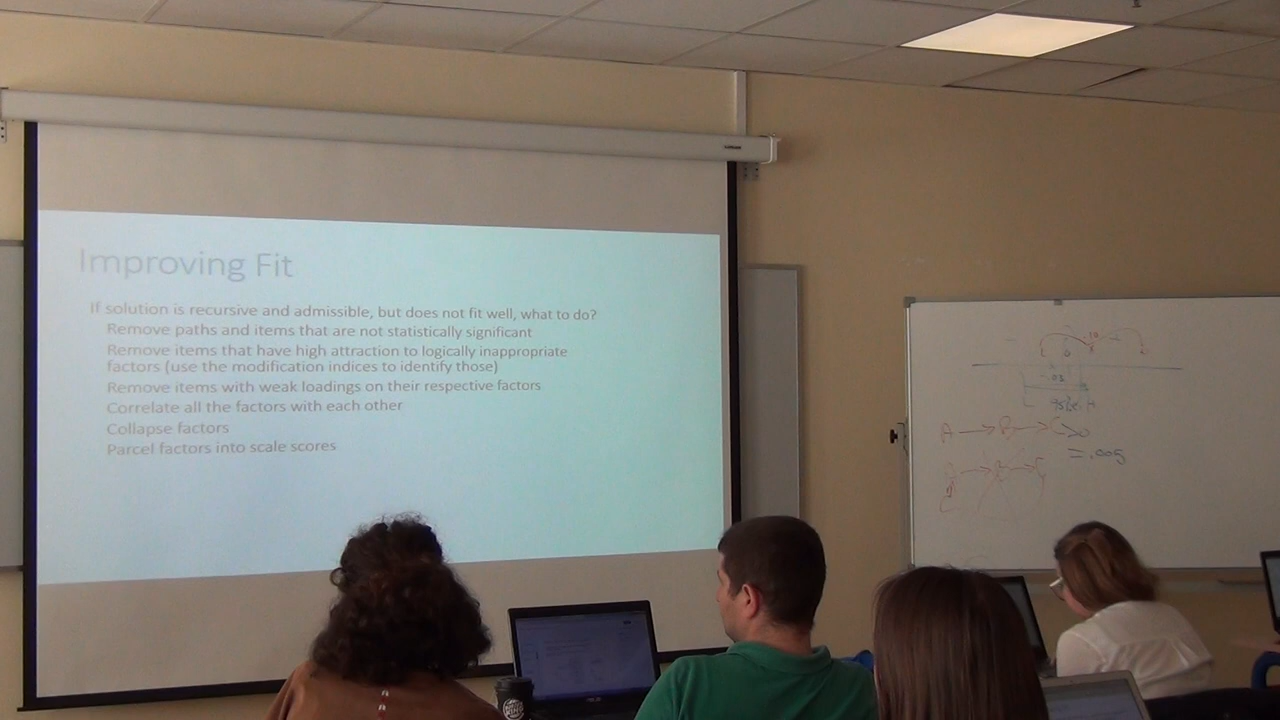 Improving Fit
If solution is recursive and admissible, but does not fit well, what to do?
Remove paths and items that are not statistically significant
Remove items that have high attraction to logically inappropriate
factors (use the modification indices to identify those)
Remove items with weak loadings on their respective factors
Correlate all the factors with each other
Collapse factors
Parcel factors into scale scores
A → B → C >0
= .005